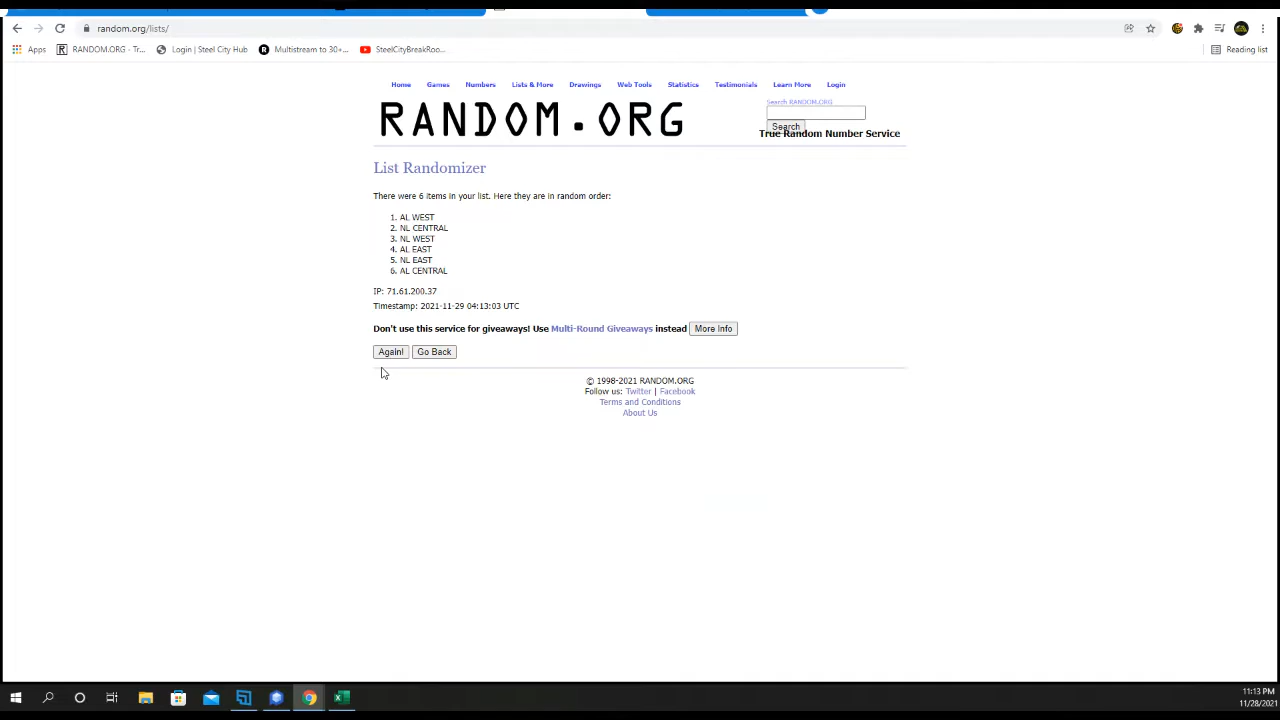 random.org/lists/
Apps
RANDOM.ORG - Tr...
Login | Steel City Hub
Multistream to 30+...
SteelCityBreakRoo...
Reading list
Home
Games
Numbers
Lists & More
Drawings
Web Tools
Statistics
Testimonials
Learn More
Login
RANDOM.ORG
Search RANDOM.ORG
Search
True Random Number Service
List Randomizer
There were 6 items in your list. Here they are in random order:
1. AL WEST
2. NL CENTRAL
3. NL WEST
4. AL EAST
5. NL EAST
6. AL CENTRAL
IP: 71.61.200.37
Timestamp: 2021-11-29 04:13:03 UTC
Don't use this service for giveaways! Use Multi-Round Giveaways instead More Info
Again! Go Back
© 1998-2021 RANDOM.ORG
Follow us: Twitter | Facebook
Terms and Conditions
About Us
11:13 PM
11/28/2021